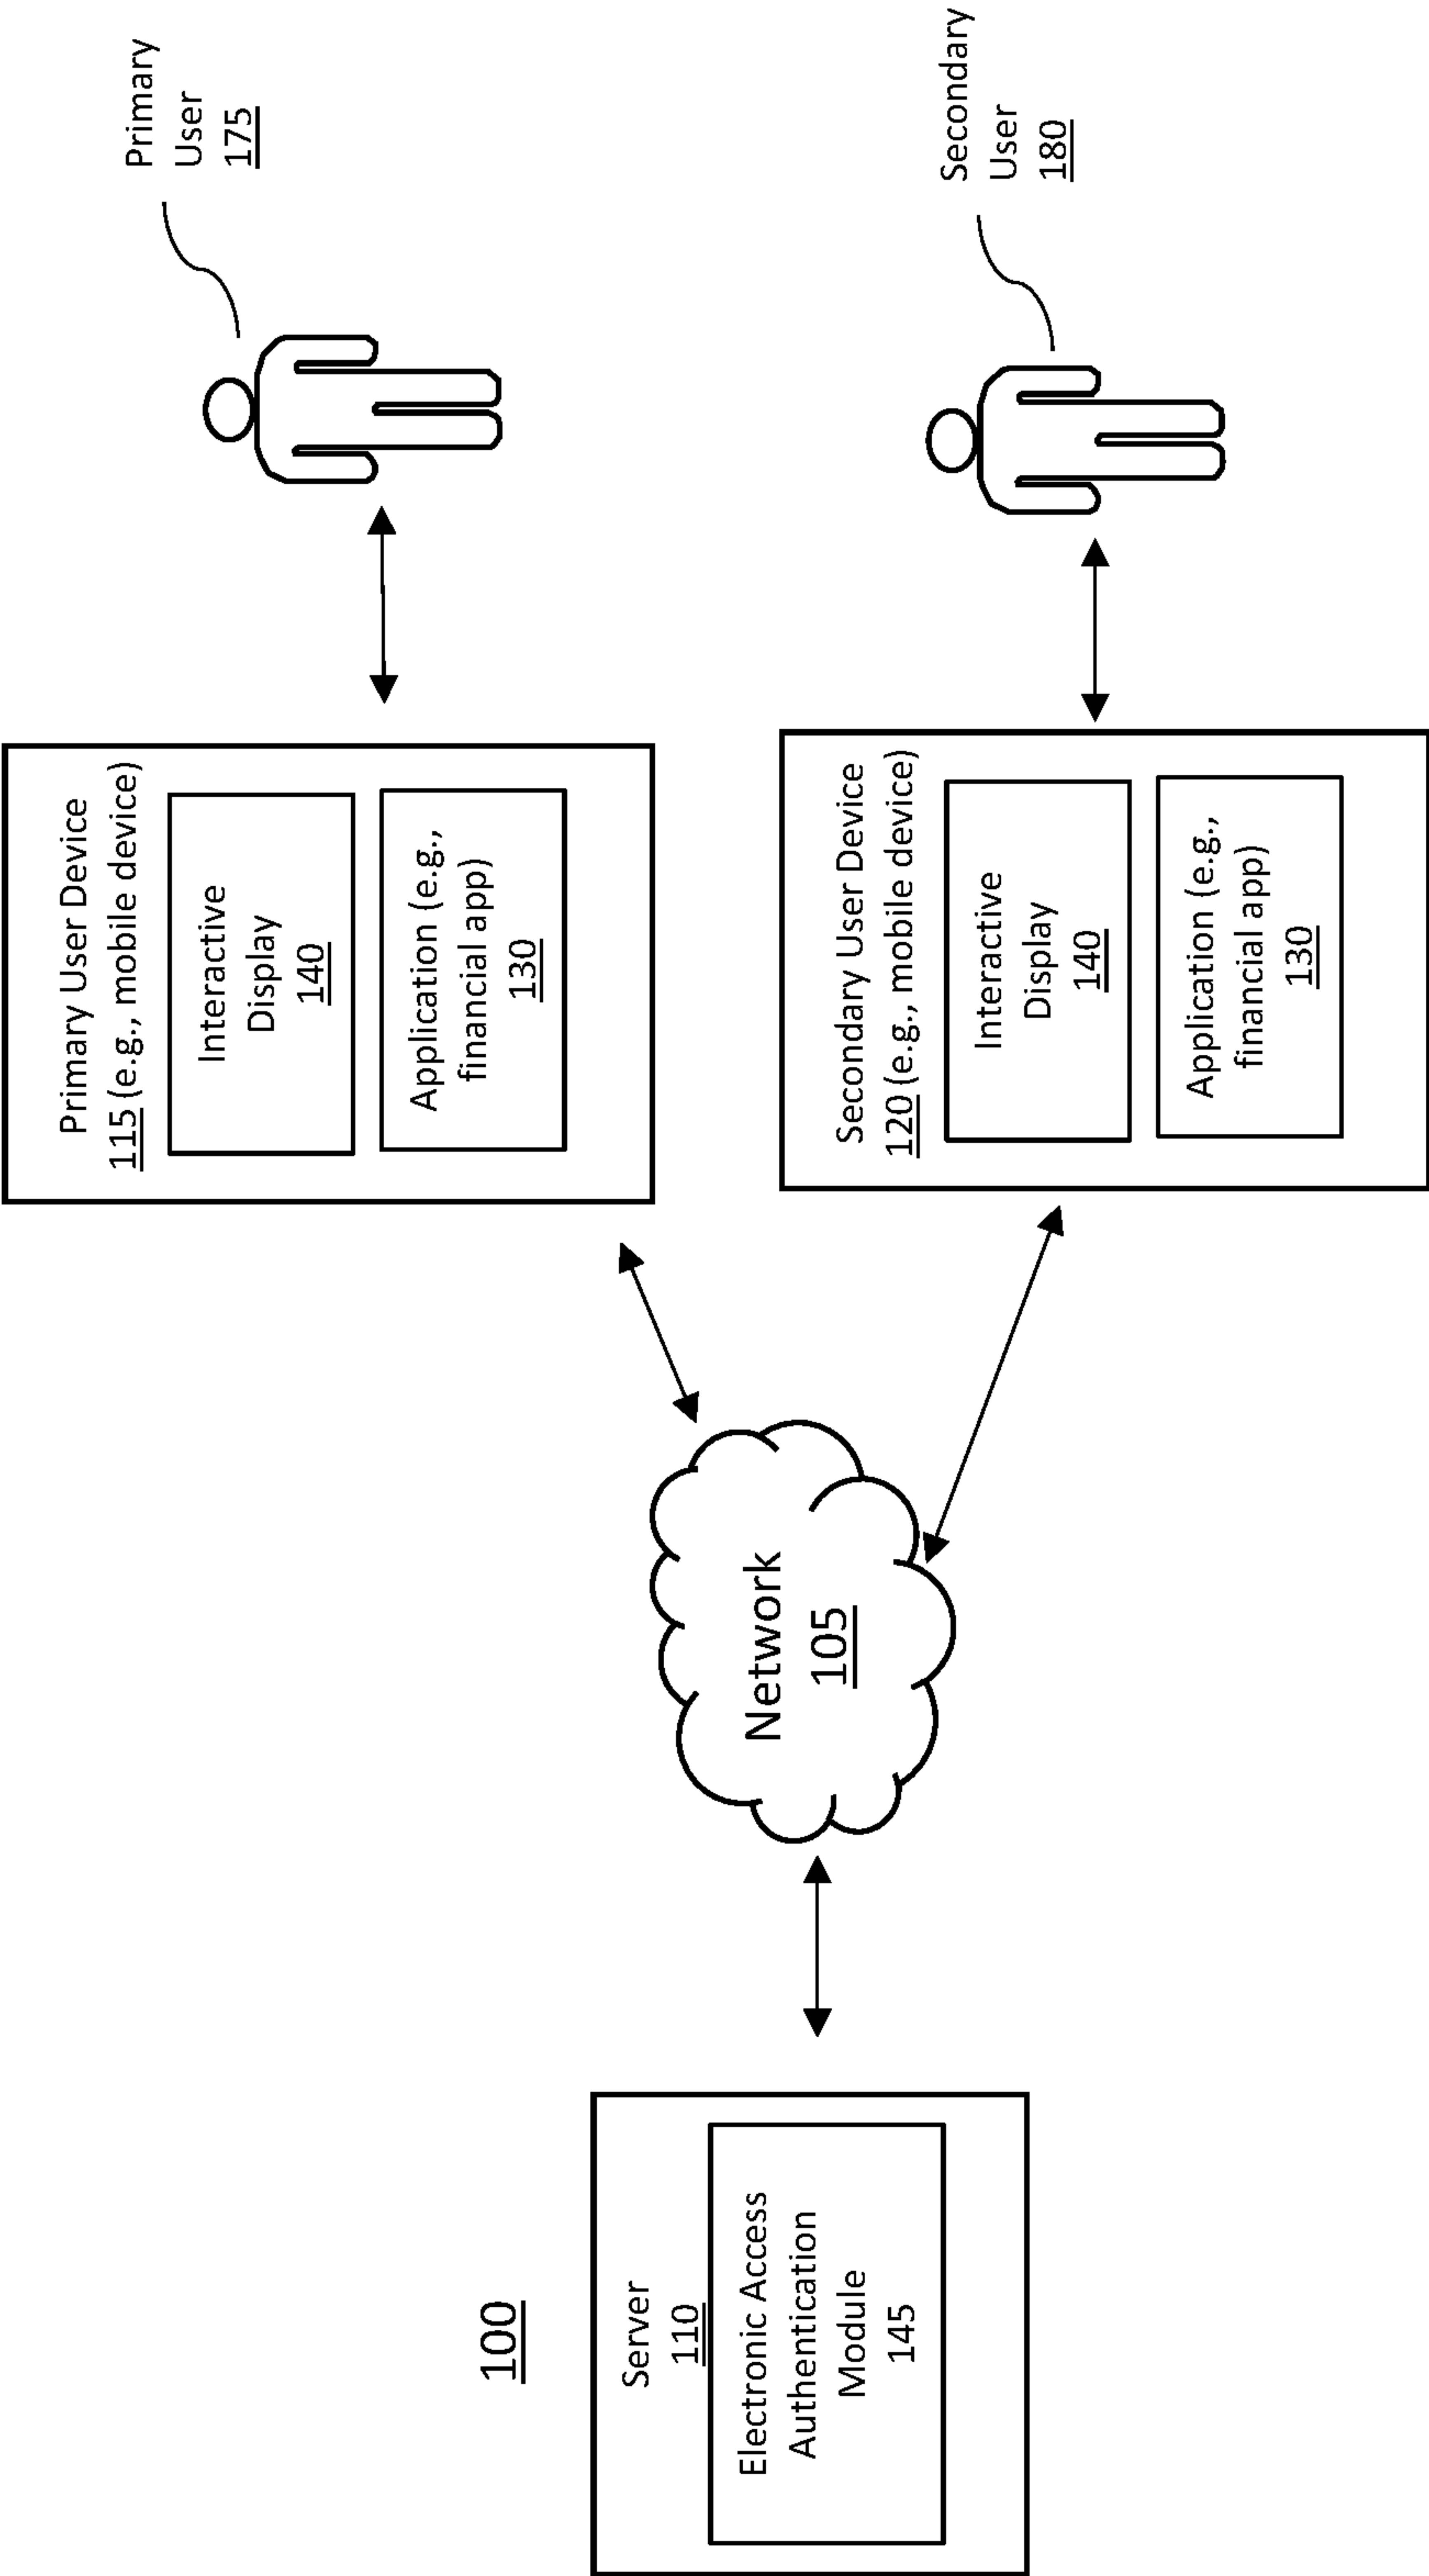 100
Server
110
Electronic Access
Authentication
Module
145
Network
105
Primary User Device
115 (e.g., mobile device)
Interactive
Display
140
Application (e.g.,
financial app)
130
Primary
User
175
Secondary User Device
120 (e.g., mobile device)
Interactive
Display
140
Application (e.g.,
financial app)
130
Secondary
User
180